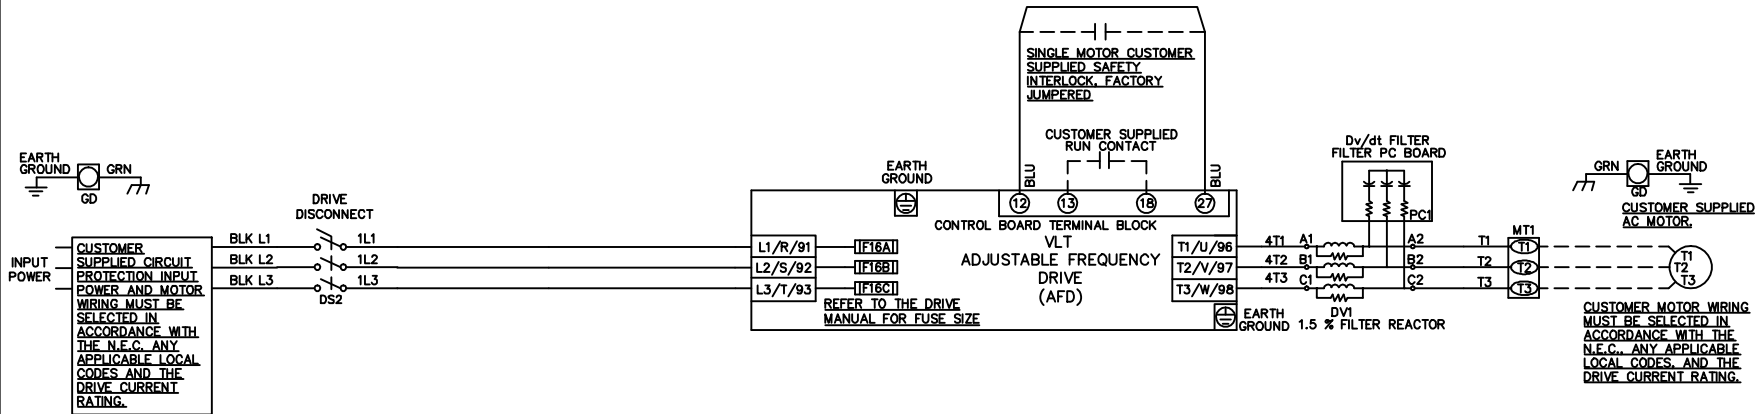 SINGLE MOTOR CUSTOMER
SUPPLIED SAFETY
INTERLOCK, FACTORY
JUMPERED
CUSTOMER SUPPLIED
RUN CONTACT
BLU
BLU
EARTH
GROUND
GRN
GD
DRIVE
DISCONNECT
INPUT
POWER
CUSTOMER
SUPPLIED CIRCUIT
PROTECTION INPUT
POWER AND MOTOR
WIRING MUST BE
SELECTED IN
ACCORDANCE WITH
THE N.E.C. ANY
APPLICABLE LOCAL
CODES AND THE
DRIVE CURRENT
RATING.
BLK L1
BLK L2
BLK L3
1L1
1L2
1L3
DS2
EARTH
GROUND
12 13 18 27
CONTROL BOARD TERMINAL BLOCK
VLT
ADJUSTABLE FREQUENCY
DRIVE
(AFD)
L1/R/91
L2/S/92
L3/T/93
F16A
F16B
F16C
REFER TO THE DRIVE
MANUAL FOR FUSE SIZE
T1/U/96
T2/V/97
T3/W/98
EARTH
GROUND
4T1 A1
4T2 B1
4T3 C1
DV1
1.5 % FILTER REACTOR
Dv/dt FILTER
FILTER PC BOARD
PC1
A2
B2
C2
T1
T2
T3
MT1
T1
T2
T3
GRN
GD
EARTH
GROUND
CUSTOMER SUPPLIED
AC MOTOR.
T1
T2
T3
CUSTOMER MOTOR WIRING
MUST BE SELECTED IN
ACCORDANCE WITH THE
N.E.C., ANY APPLICABLE
LOCAL CODES, AND THE
DRIVE CURRENT RATING.